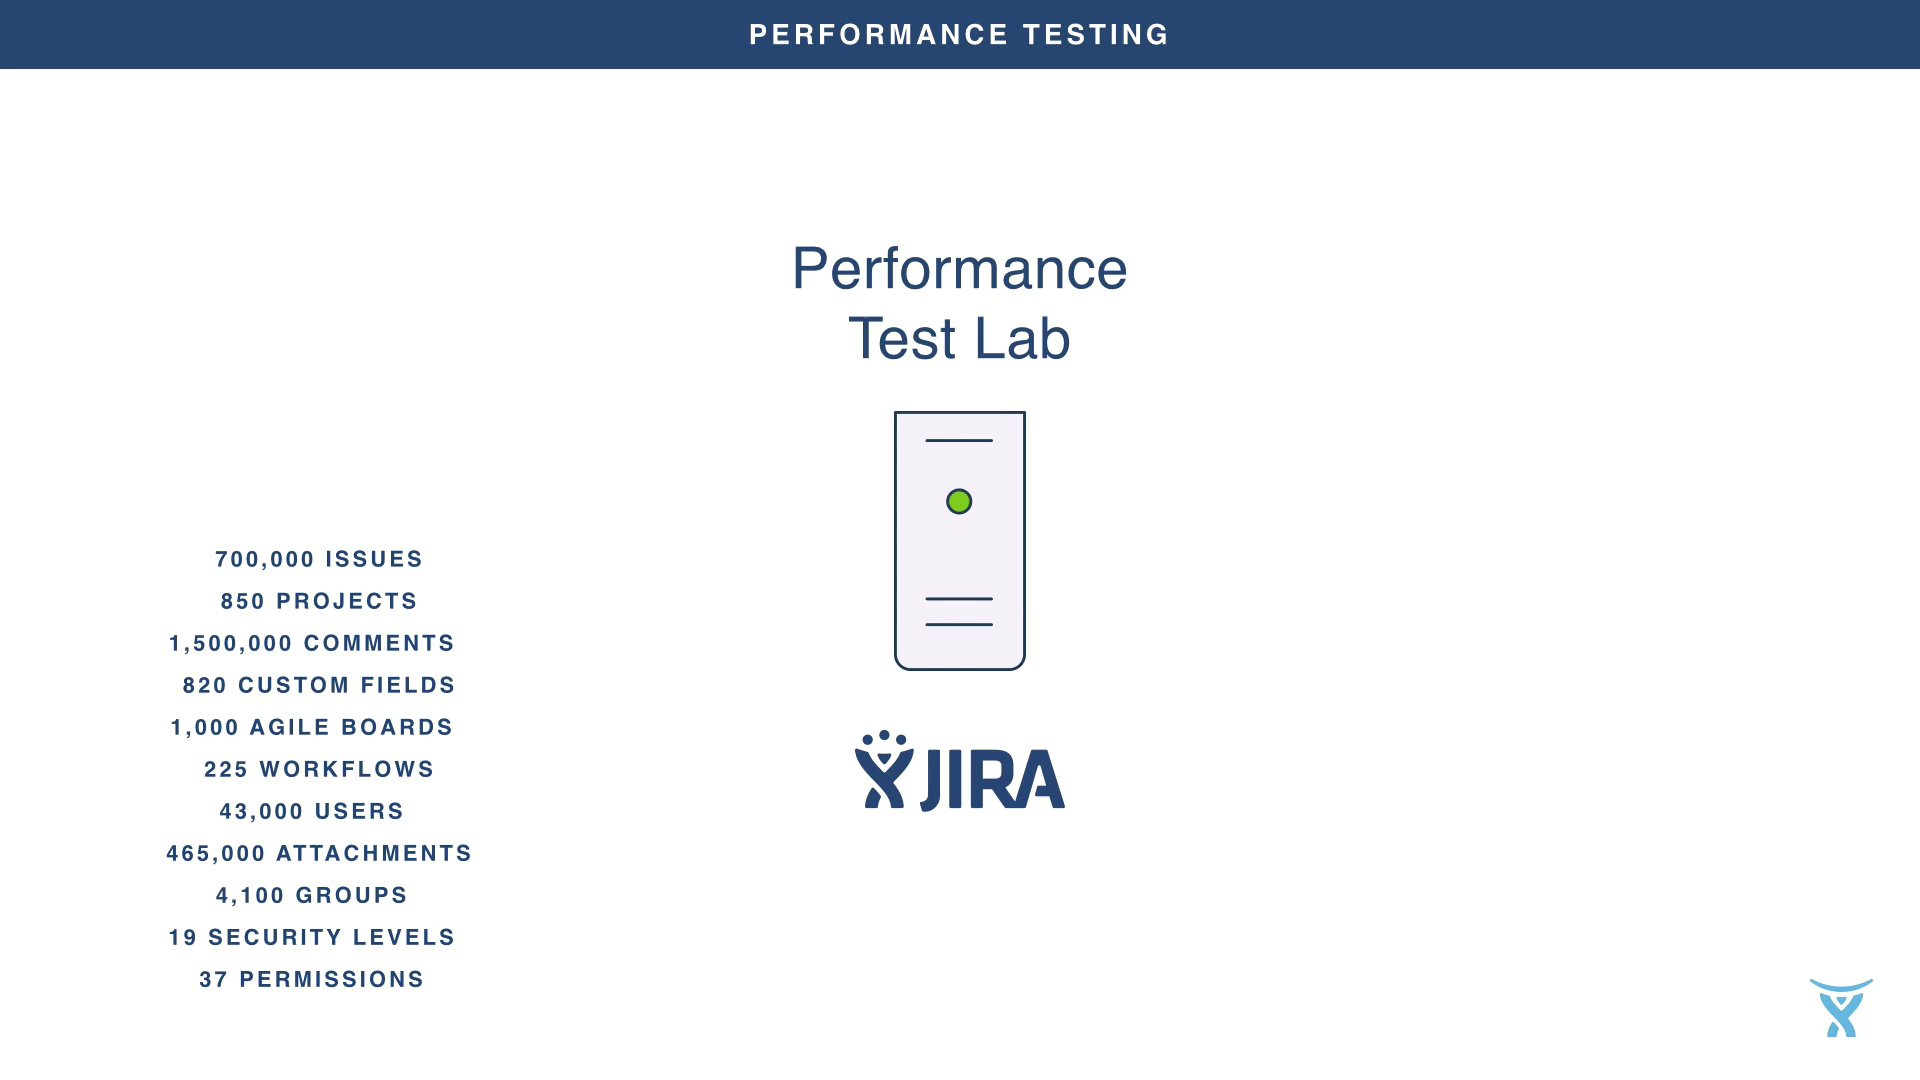 PERFORMANCE TESTING
Performance
Test Lab
700,000 ISSUES
850 PROJECTS
1,500,000 COMMENTS
820 CUSTOM FIELDS
1,000 AGILE BOARDS
225 WORKFLOWS
43,000 USERS
465,000 ATTACHMENTS
4,100 GROUPS
19 SECURITY LEVELS
37 PERMISSIONS
JIRA